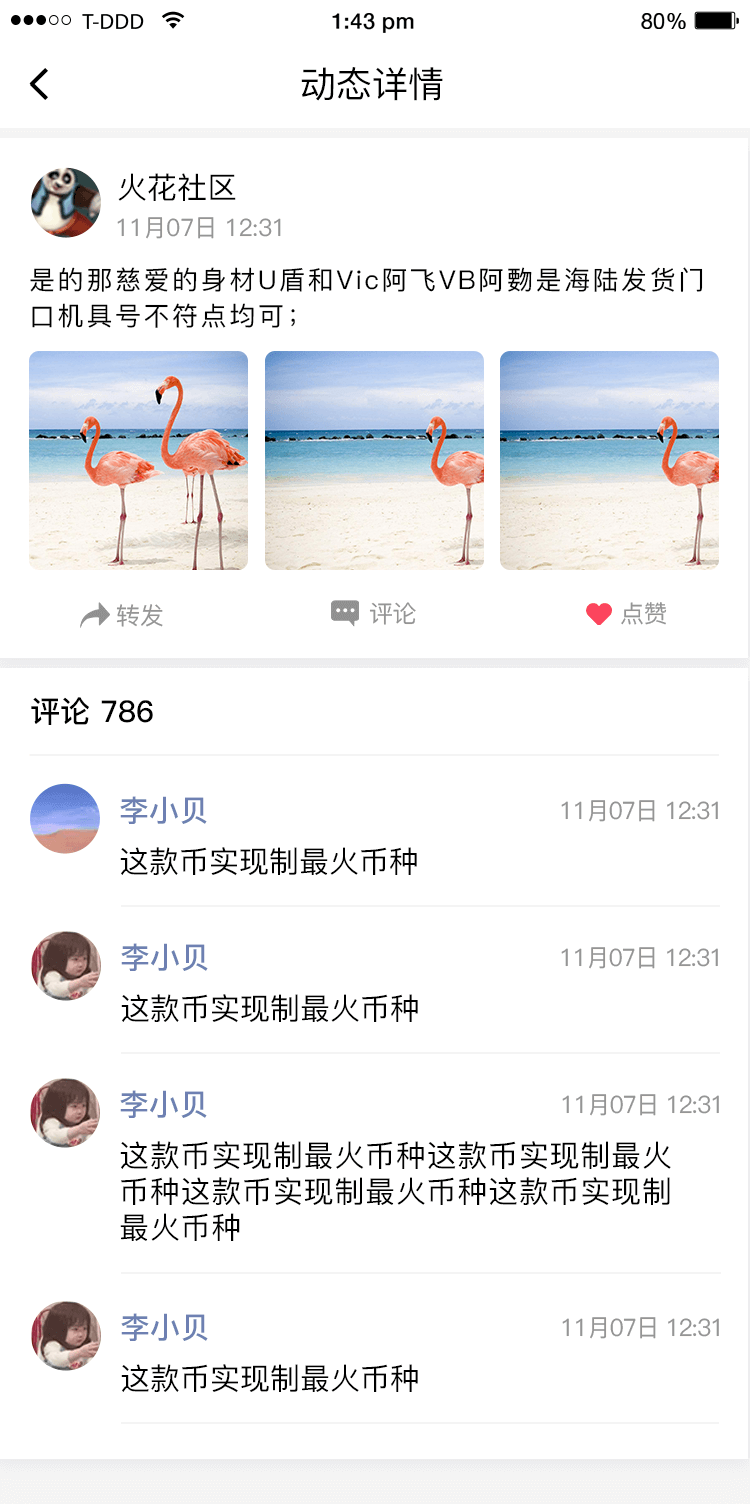 T-DDD
1:43 pm
80%
动态详情
火花社区
11月07日 12:31
是的那慈爱的身材U盾和Vic阿飞VB阿覅是海陆发货门
口机具号不符点均可；
转发
评论
点赞
评论 786
李小贝
11月07日 12:31
这款币实现制最火币种
李小贝
11月07日 12:31
这款币实现制最火币种
李小贝
11月07日 12:31
这款币实现制最火币种这款币实现制最火
币种这款币实现制最火币种这款币实现制
最火币种
李小贝
11月07日 12:31
这款币实现制最火币种